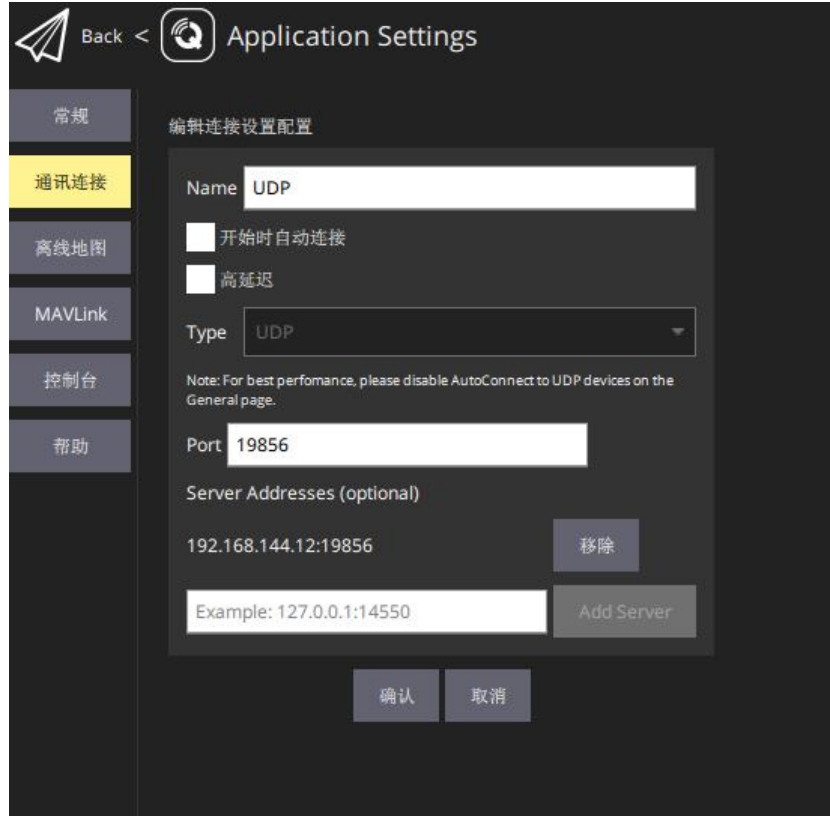 Back < Application Settings
常规
通讯连接
离线地图
MAVLink
控制台
帮助
编辑连接设置配置
Name UDP
开始时自动连接
高延迟
Type UDP
Note: For best perfomance, please disable AutoConnect to UDP devices on the
General page.
Port 19856
Server Addresses (optional)
192.168.144.12:19856 移除
Example: 127.0.0.1:14550 Add Server
确认 取消